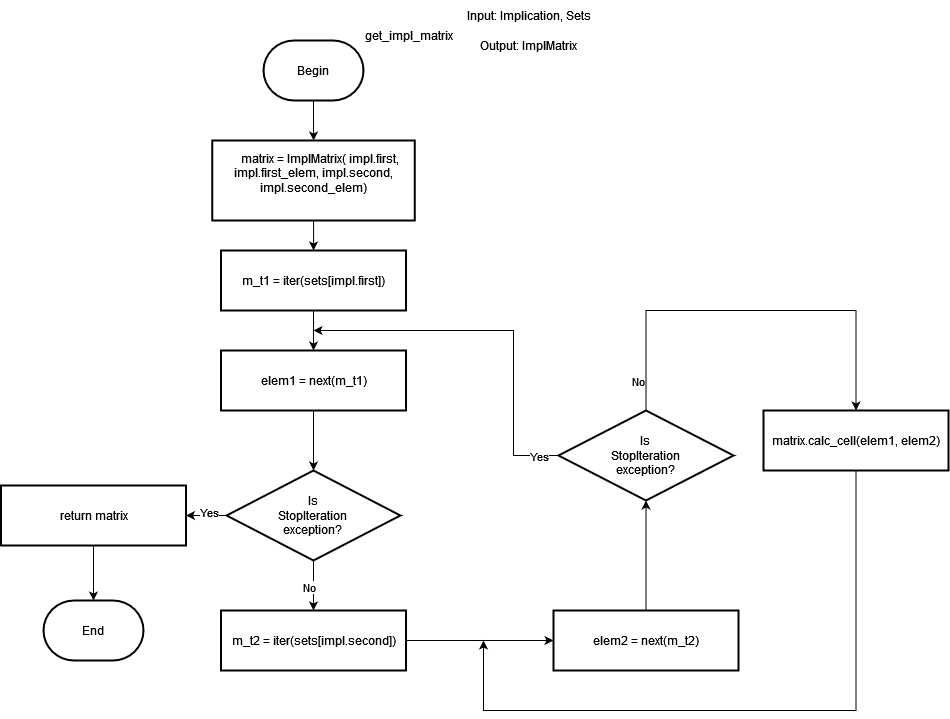 Input: Implication, Sets
get_impl_matrix
Output: ImplMatrix
Begin
matrix = ImplMatrix( impl.first,
impl.first_elem, impl.second,
impl.second_elem)
m_t1 = iter(sets[impl.first])
elem1 = next(m_t1)
Is
StopIteration
exception?
Yes
return matrix
End
No
m_t2 = iter(sets[impl.second])
elem2 = next(m_t2)
Is
StopIteration
exception?
Yes
No
matrix.calc_cell(elem1, elem2)